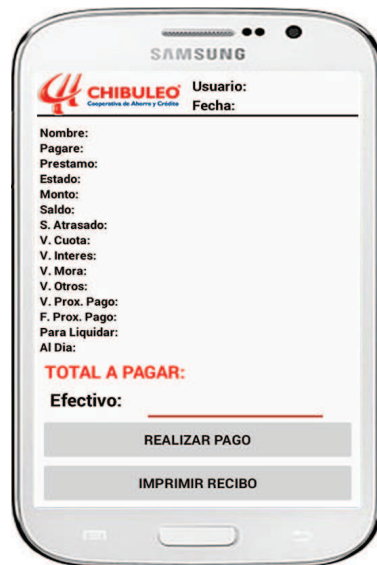 SAMSUNG
CHIBULEO
Cooperativa de Ahorro y Crédito
Usuario:
Fecha:
Nombre:
Pagare:
Prestamo:
Estado:
Monto:
Saldo:
S. Atrasado:
V. Cuota:
V. Interes:
V. Mora:
V. Otros:
V. Prox. Pago:
F. Prox. Pago:
Para Liquidar:
Al Dia:
TOTAL A PAGAR:
Efectivo:
REALIZAR PAGO
IMPRIMIR RECIBO